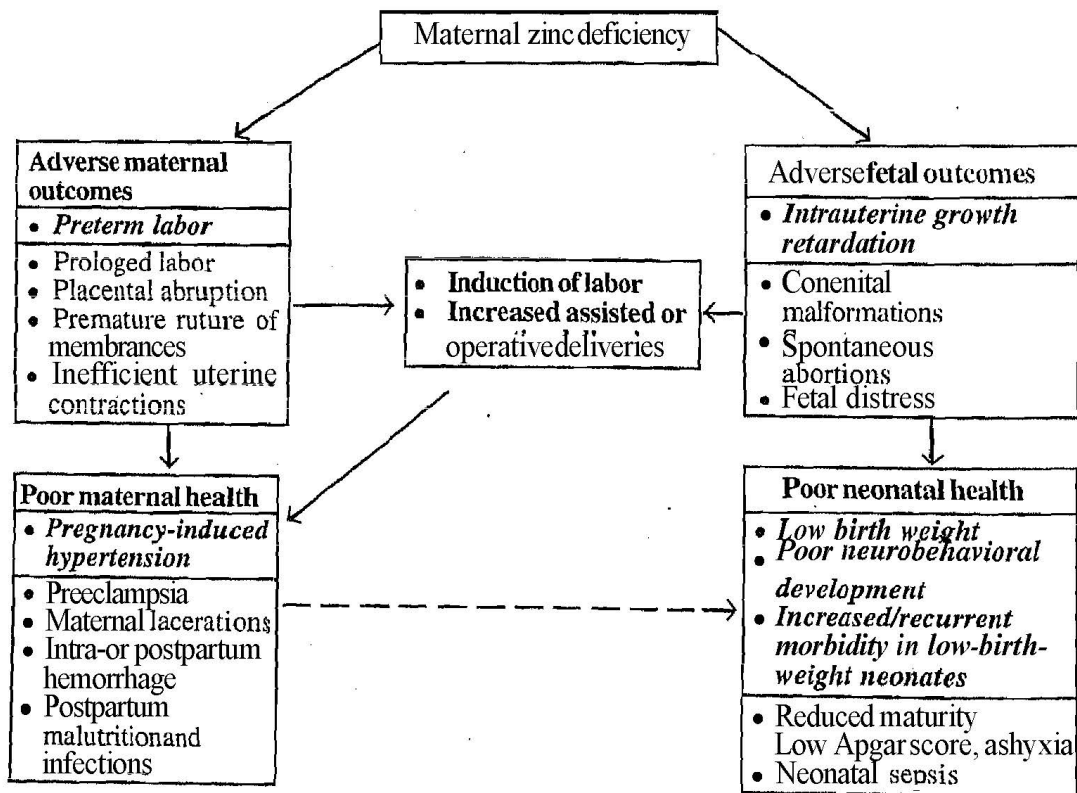 Maternal zinc deficiency
Adverse maternal
outcomes
• Preterm labor
• Prologed labor
• Placental abruption
• Premature ruture of
membrances
• Inefficient uterine
contractions
• Induction of labor
• Increased assisted or
operative deliveries
Adverse fetal outcomes
• Intrauterine growth
retardation
• Conenital
malformations
• Spontaneous
abortions
• Fetal distress
Poor maternal health
• Pregnancy-induced
hypertension
• Preeclampsia
• Maternal lacerations
• Intra-or postpartum
hemorrhage
• Postpartum
malutrition and
infections
Poor neonatal health
• Low birth weight
• Poor neurobehavioral
development
• Increased/recurrent
morbidity in low-birth-
weight neonates
• Reduced maturity
Low Apgar score, ashyxia
• Neonatal sepsis